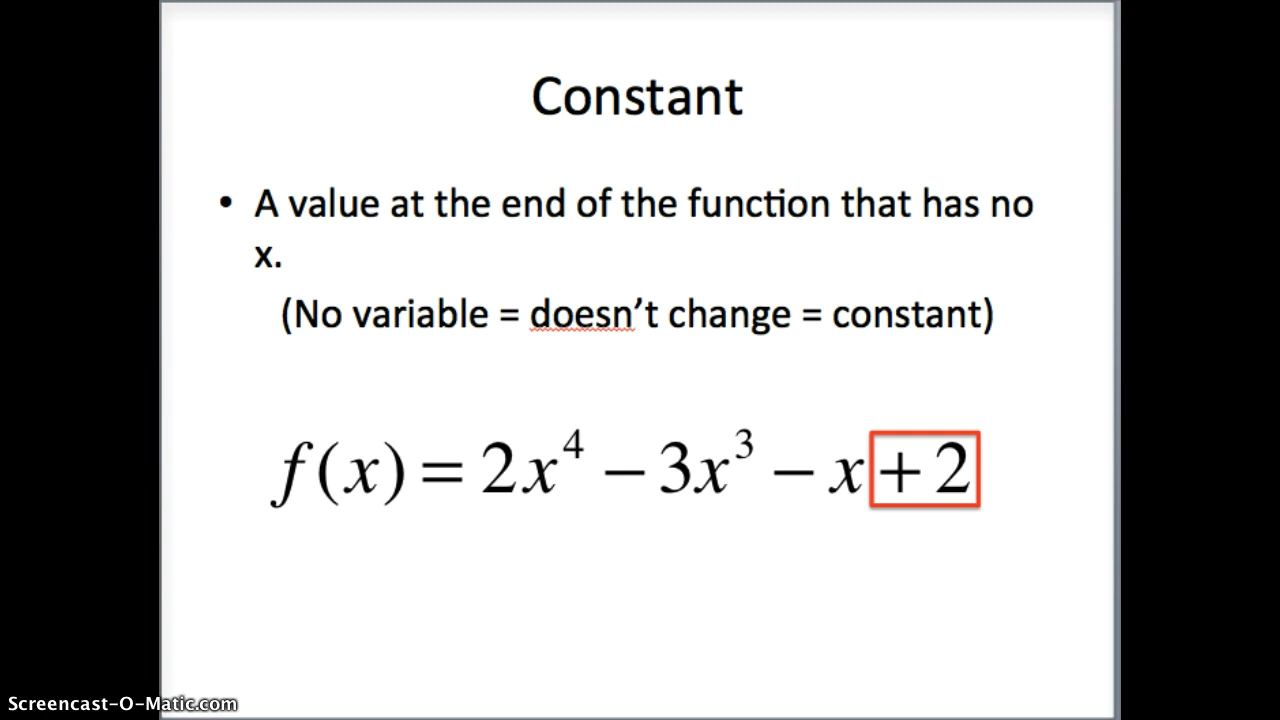 Constant
• A value at the end of the function that has no
x.
(No variable = doesn’t change = constant)
f(x) = 2x⁴ − 3x³ − x + 2
Screencast-O-Matic.com